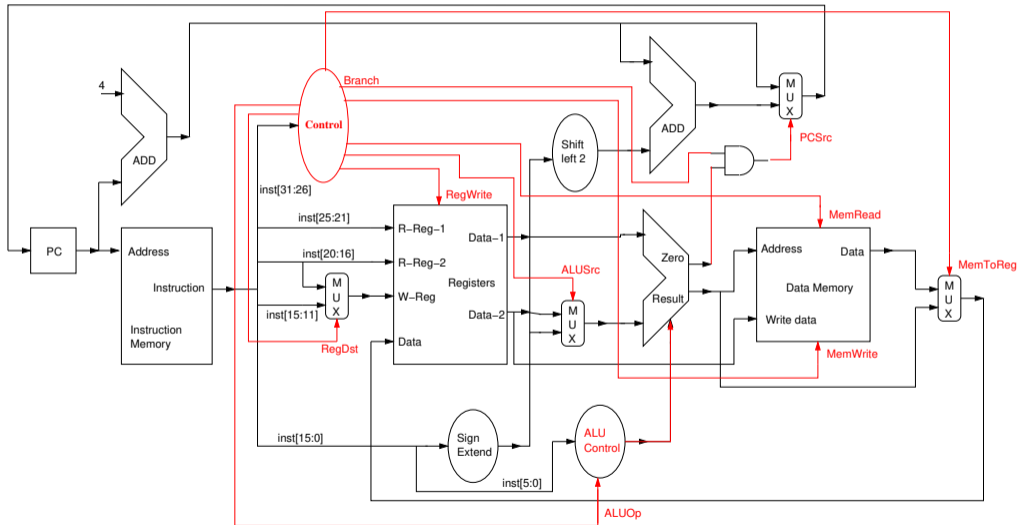 4
ADD
PC
Address
Instruction
Instruction
Memory
Control
Branch
inst[31:26]
inst[25:21]
inst[20:16]
inst[15:11]
M
U
X
RegDst
RegWrite
R-Reg-1
R-Reg-2
W-Reg
Data
Data-1
Registers
Data-2
inst[15:0]
Sign
Extend
inst[5:0]
ALU
Control
ALUOp
Shift
left 2
ALUSrc
M
U
X
Zero
Result
ADD
M
U
X
PCSrc
MemRead
Address
Data
Data Memory
Write data
MemWrite
MemToReg
M
U
X